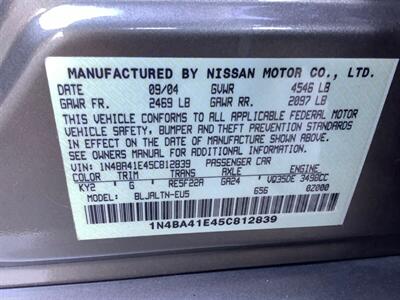 MANUFACTURED BY NISSAN MOTOR CO., LTD.
DATE 09/04 GVWR 4546 LB
GAWR FR. 2469 LB GAWR RR. 2097 LB
THIS VEHICLE CONFORMS TO ALL APPLICABLE FEDERAL MOTOR
VEHICLE SAFETY, BUMPER AND THEFT PREVENTION STANDARDS
IN EFFECT ON THE DATE OF MANUFACTURE SHOWN ABOVE.
SEE OWNERS MANUAL FOR ADDITIONAL INFORMATION
VIN: 1N4BA41E45C812839 PASSENGER CAR
COLOR TRIM TRANS AXLE ENGINE
KY2 G RE5F22A GA24 VQ35DE 3498CC
MODEL: BLJALTN-EU5 656 0Z000
1N4BA41E45C812839